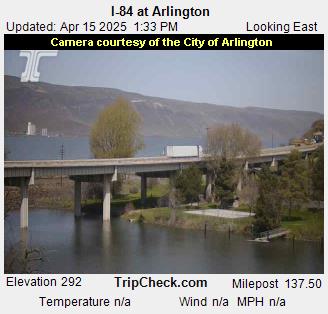 I-84 at Arlington
Updated: Apr 15 2025 1:33 PM Looking East
Camera courtesy of the City of Arlington
Elevation 292 TripCheck.com Milepost 137.50
Temperature n/a Wind n/a MPH n/a